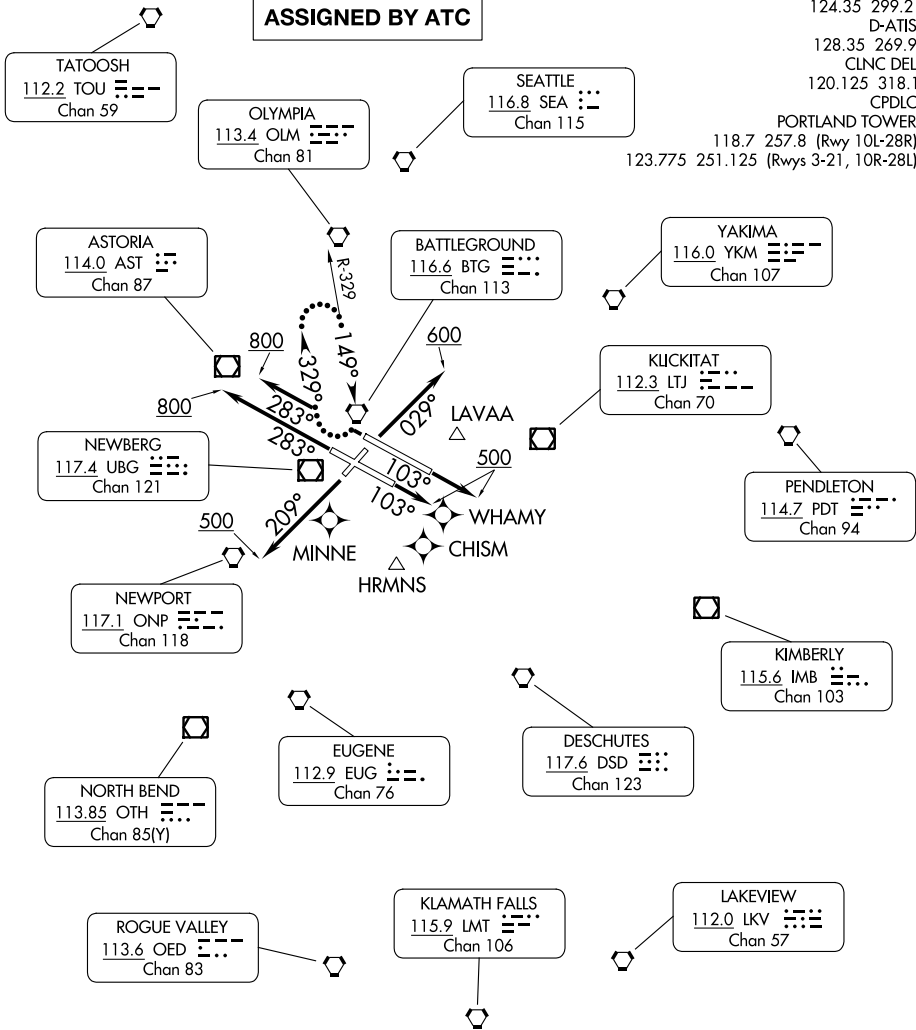 ASSIGNED BY ATC
124.35 299.2
D-ATIS
128.35 269.9
CLNC DEL
120.125 318.1
CPDLC
PORTLAND TOWER
118.7 257.8 (Rwy 10L-28R)
123.775 251.125 (Rwys 3-21, 10R-28L)
TATOOSH
112.2 TOU
Chan 59
OLYMPIA
113.4 OLM
Chan 81
SEATTLE
116.8 SEA
Chan 115
ASTORIA
114.0 AST
Chan 87
BATTLEGROUND
116.6 BTG
Chan 113
YAKIMA
116.0 YKM
Chan 107
R-329
149°
329°
800
283°
800
283°
600
029°
LAVAA
KLICKITAT
112.3 LTJ
Chan 70
NEWBERG
117.4 UBG
Chan 121
103°
500
103°
WHAMY
CHISM
HRMNS
MINNE
209°
500
PENDLETON
114.7 PDT
Chan 94
NEWPORT
117.1 ONP
Chan 118
KIMBERLY
115.6 IMB
Chan 103
NORTH BEND
113.85 OTH
Chan 85(Y)
EUGENE
112.9 EUG
Chan 76
DESCHUTES
117.6 DSD
Chan 123
ROGUE VALLEY
113.6 OED
Chan 83
KLAMATH FALLS
115.9 LMT
Chan 106
LAKEVIEW
112.0 LKV
Chan 57